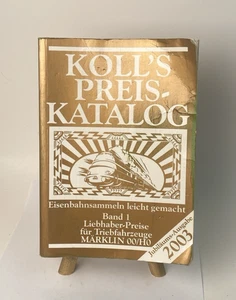 KOLL'S
PREIS-
KATALOG
Eisenbahnsammeln leicht gemacht
Band 1
Liebhaber-Preise
für Triebfahrzeuge
MÄRKLIN 00/H0
Jubiläums-Ausgabe
2003